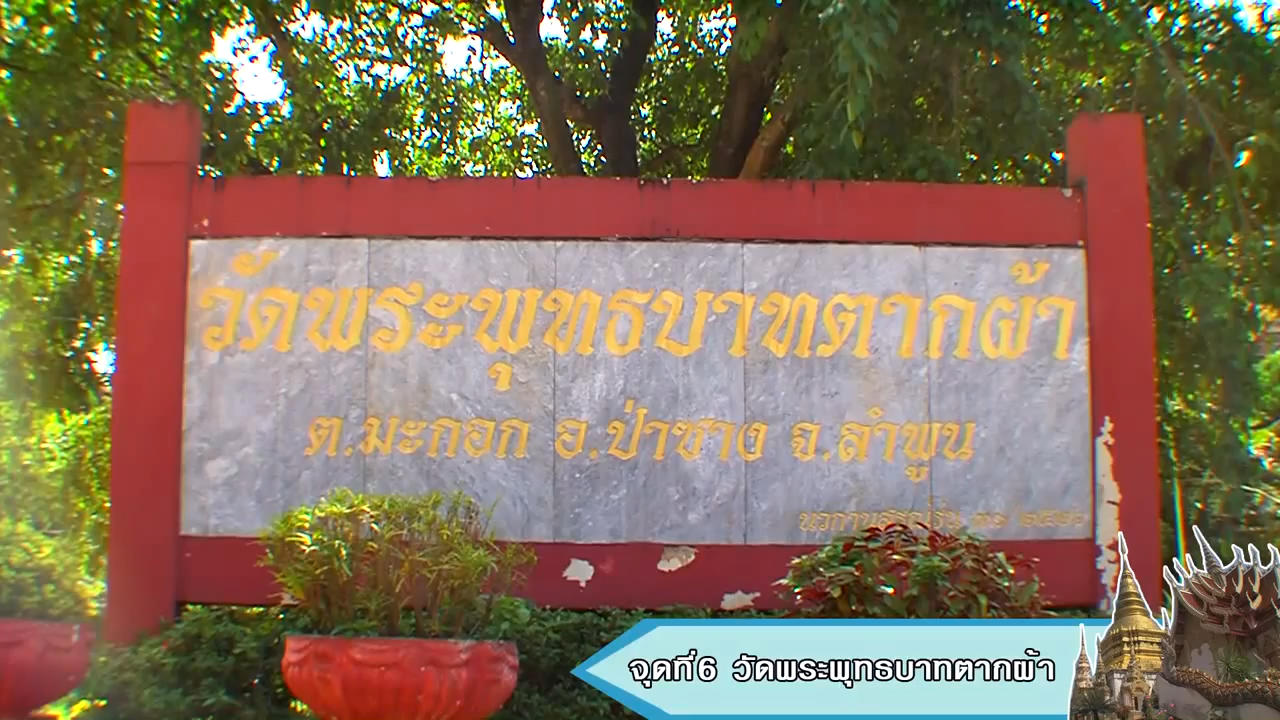 วัดพระพุทธบาทตากผ้า
ต.มะกอก อ.ป่าซาง จ.ลำพูน
จุดที่ 6 วัดพระพุทธบาทตากผ้า